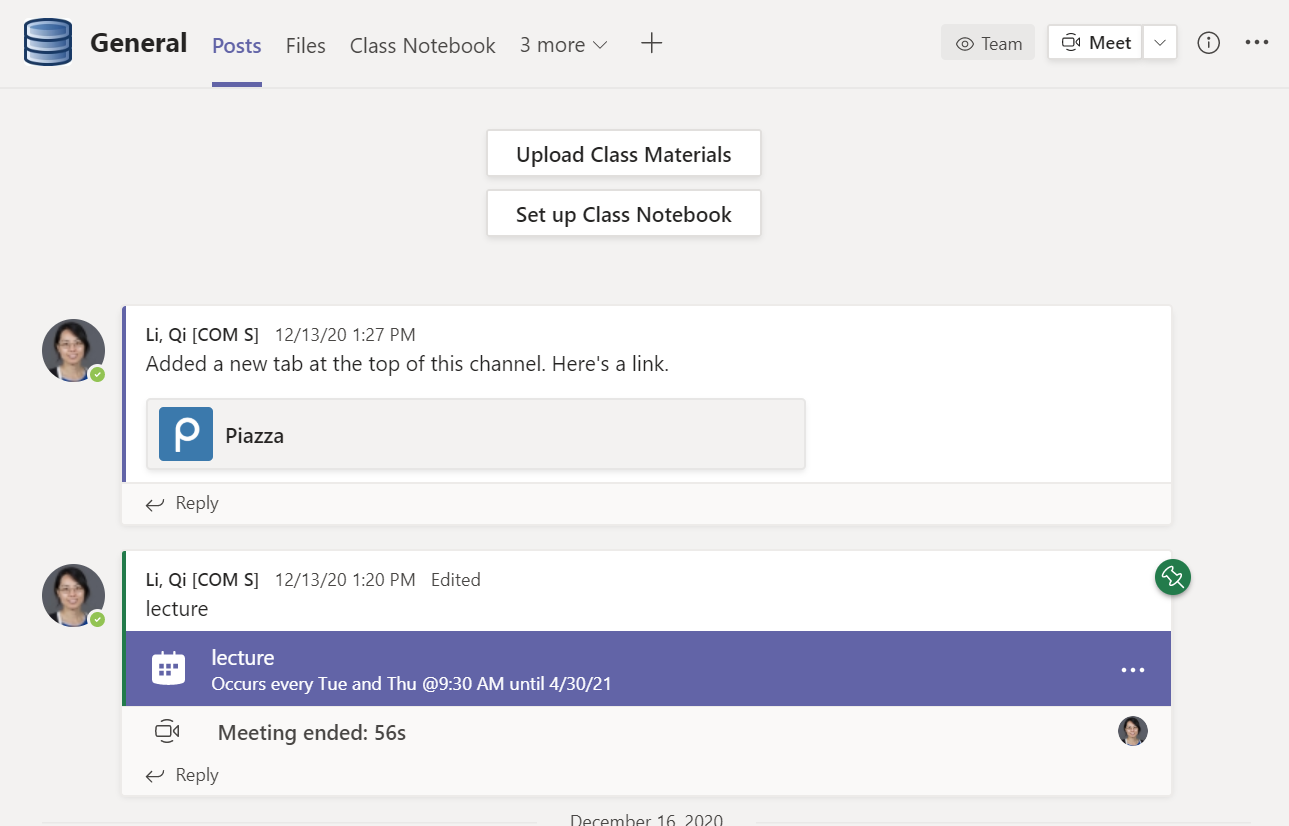 General
Posts
Files
Class Notebook
3 more
Team
Meet
Upload Class Materials
Set up Class Notebook
Li, Qi [COM S] 12/13/20 1:27 PM
Added a new tab at the top of this channel. Here's a link.
Piazza
Reply
Li, Qi [COM S] 12/13/20 1:20 PM Edited
lecture
lecture
Occurs every Tue and Thu @9:30 AM until 4/30/21
Meeting ended: 56s
Reply
December 16, 2020